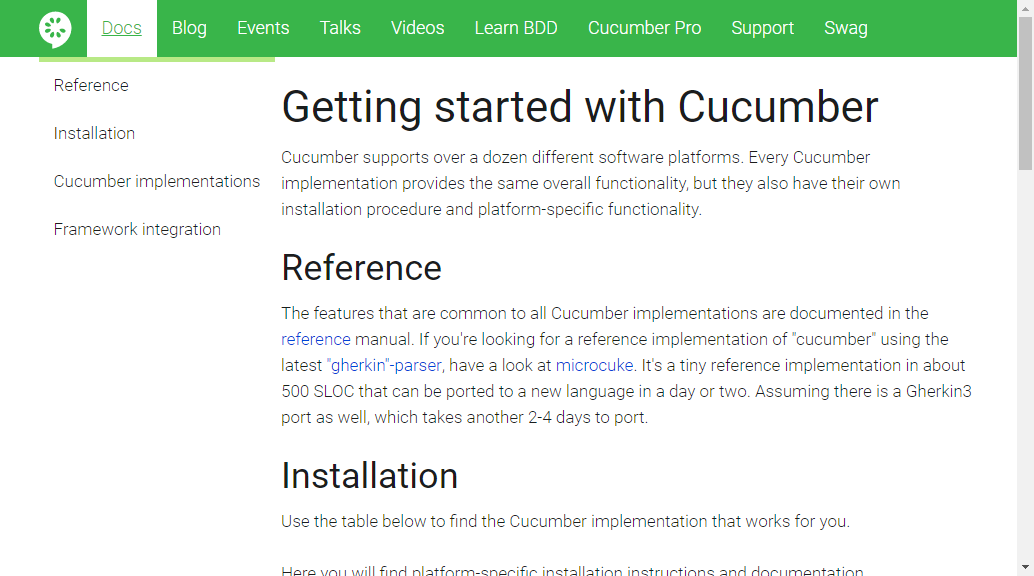 Docs Blog Events Talks Videos Learn BDD Cucumber Pro Support Swag
Reference
Installation
Cucumber implementations
Framework integration
Getting started with Cucumber
Cucumber supports over a dozen different software platforms. Every Cucumber
implementation provides the same overall functionality, but they also have their own
installation procedure and platform-specific functionality.
Reference
The features that are common to all Cucumber implementations are documented in the
reference manual. If you're looking for a reference implementation of "cucumber" using the
latest "gherkin"-parser, have a look at microcuke. It's a tiny reference implementation in about
500 SLOC that can be ported to a new language in a day or two. Assuming there is a Gherkin3
port as well, which takes another 2-4 days to port.
Installation
Use the table below to find the Cucumber implementation that works for you.
Here you will find platform-specific installation instructions and documentation